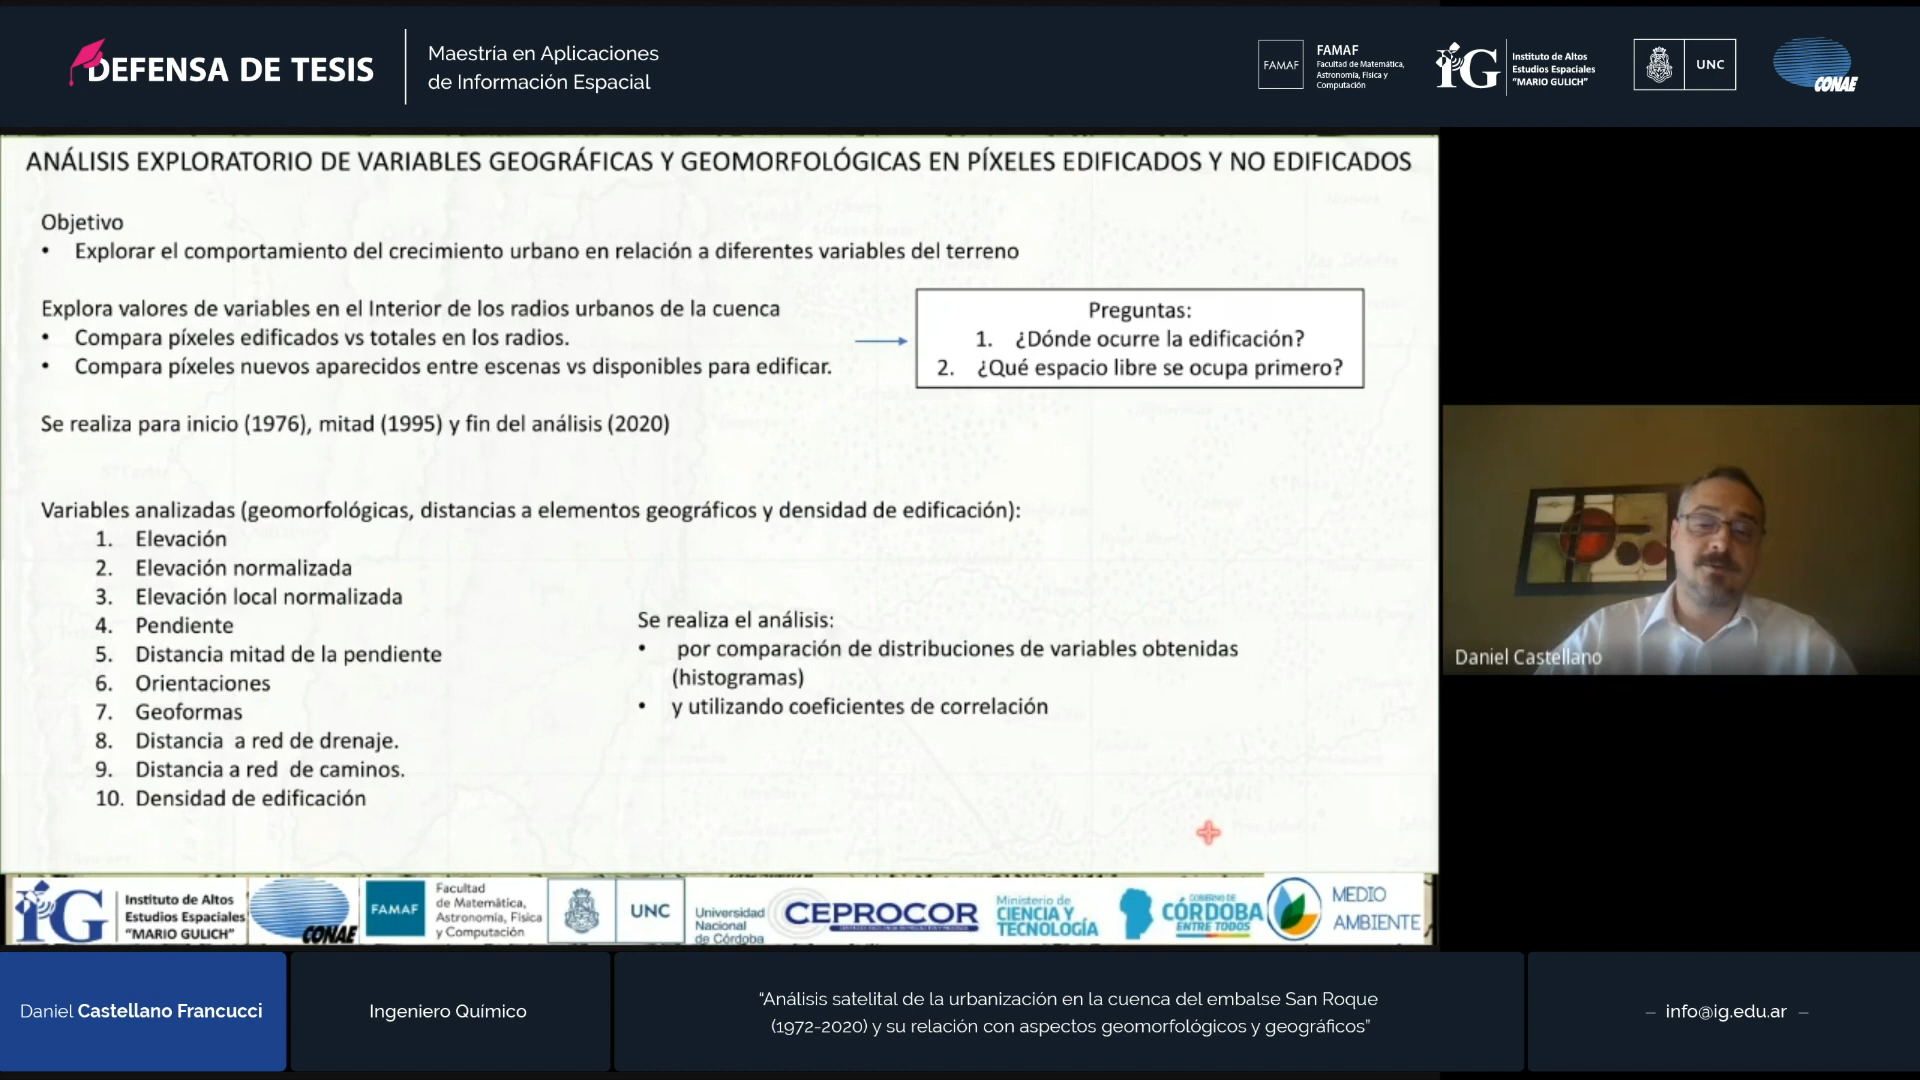 DEFENSA DE TESIS
Maestría en Aplicaciones
de Información Espacial
FAMAF
FAMAF
Facultad de Matemática,
Astronomía, Física y
Computación
IG
Instituto de Altos
Estudios Espaciales
"MARIO GULICH"
UNC
CONAE
ANÁLISIS EXPLORATORIO DE VARIABLES GEOGRÁFICAS Y GEOMORFOLÓGICAS EN PÍXELES EDIFICADOS Y NO EDIFICADOS
Objetivo
• Explorar el comportamiento del crecimiento urbano en relación a diferentes variables del terreno
Explora valores de variables en el Interior de los radios urbanos de la cuenca
• Compara píxeles edificados vs totales en los radios.
• Compara píxeles nuevos aparecidos entre escenas vs disponibles para edificar.
Preguntas:
1. ¿Dónde ocurre la edificación?
2. ¿Qué espacio libre se ocupa primero?
Se realiza para inicio (1976), mitad (1995) y fin del análisis (2020)
Variables analizadas (geomorfológicas, distancias a elementos geográficos y densidad de edificación):
1. Elevación
2. Elevación normalizada
3. Elevación local normalizada
4. Pendiente
5. Distancia mitad de la pendiente
6. Orientaciones
7. Geoformas
8. Distancia a red de drenaje.
9. Distancia a red de caminos.
10. Densidad de edificación
Se realiza el análisis:
• por comparación de distribuciones de variables obtenidas
(histogramas)
• y utilizando coeficientes de correlación
Daniel Castellano
IG
Instituto de Altos
Estudios Espaciales
"MARIO GULICH"
CONAE
FAMAF
Facultad
de Matemática,
Astronomía, Física
y Computación
UNC
Universidad
Nacional
de Córdoba
CEPROCOR
Ministerio de
CIENCIA Y
TECNOLOGÍA
GOBIERNO DE
CÓRDOBA
ENTRE TODOS
MEDIO
AMBIENTE
Daniel Castellano Francucci
Ingeniero Químico
“Análisis satelital de la urbanización en la cuenca del embalse San Roque
(1972-2020) y su relación con aspectos geomorfológicos y geográficos”
– info@ig.edu.ar –